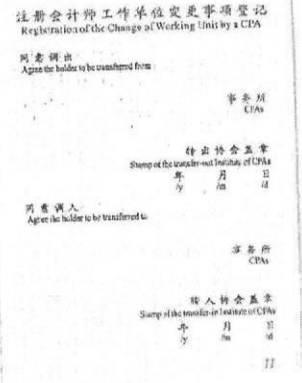 注册会计师工作单位变更事项登记
Registration of the Change of Working Unit by a CPA
同意调出
Agree the holder to be transferred from
事务所
CPAs
转出协会盖章
Stamp of the transfer-out Institute of CPAs
年 月 日
/y /m /d
同意调入
Agree the holder to be transferred to
事务所
CPAs
转入协会盖章
Stamp of the transfer-in Institute of CPAs
年 月 日
/y /m /d
11